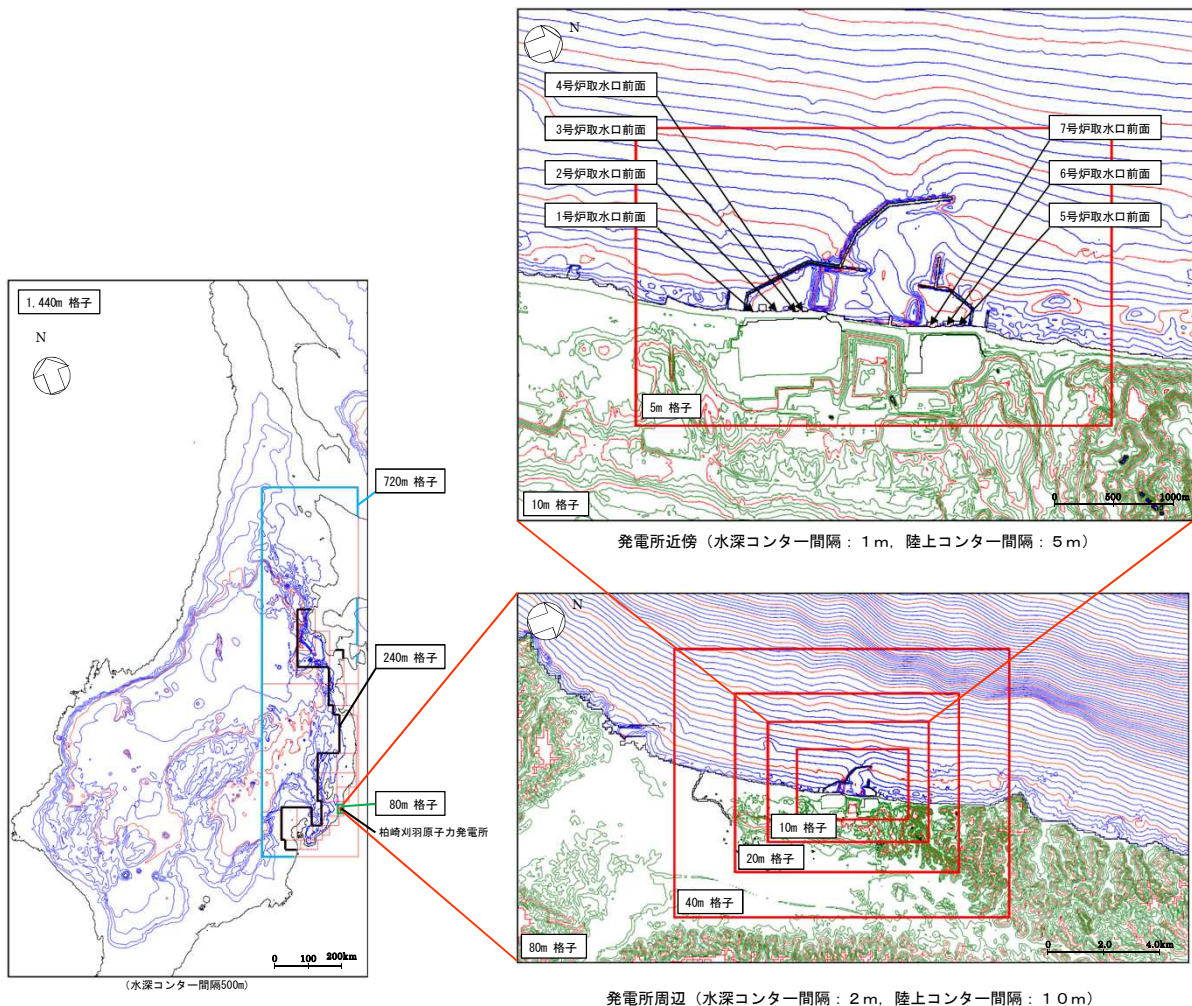 1,440m 格子
N
720m 格子
240m 格子
80m 格子
柏崎刈羽原子力発電所
0 100 200km
(水深コンター間隔500m)
N
4号炉取水口前面
3号炉取水口前面
2号炉取水口前面
1号炉取水口前面
7号炉取水口前面
6号炉取水口前面
5号炉取水口前面
5m 格子
10m 格子
0 500 1000m
発電所近傍（水深コンター間隔：１ｍ，陸上コンター間隔：５ｍ）
N
10m 格子
20m 格子
40m 格子
80m 格子
0 2.0 4.0km
発電所周辺（水深コンター間隔：２ｍ，陸上コンター間隔：１０ｍ）